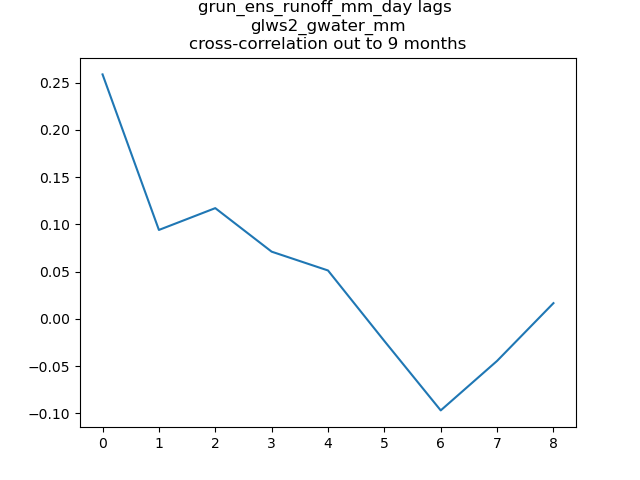 grun_ens_runoff_mm_day lags
glws2_gwater_mm
cross-correlation out to 9 months
0.25
0.20
0.15
0.10
0.05
0.00
−0.05
−0.10
0 1 2 3 4 5 6 7 8